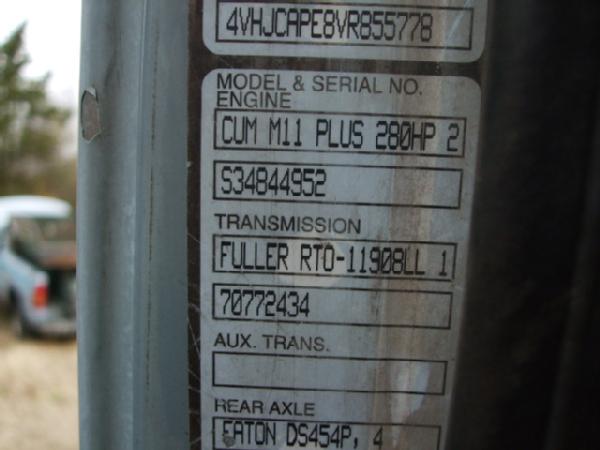 4VHJCAPE8VR855778
MODEL & SERIAL NO.
ENGINE
CUM M11 PLUS 280HP 2
S34844952
TRANSMISSION
FULLER RTO-11908LL 1
70772434
AUX. TRANS.
REAR AXLE
EATON DS454P, 4